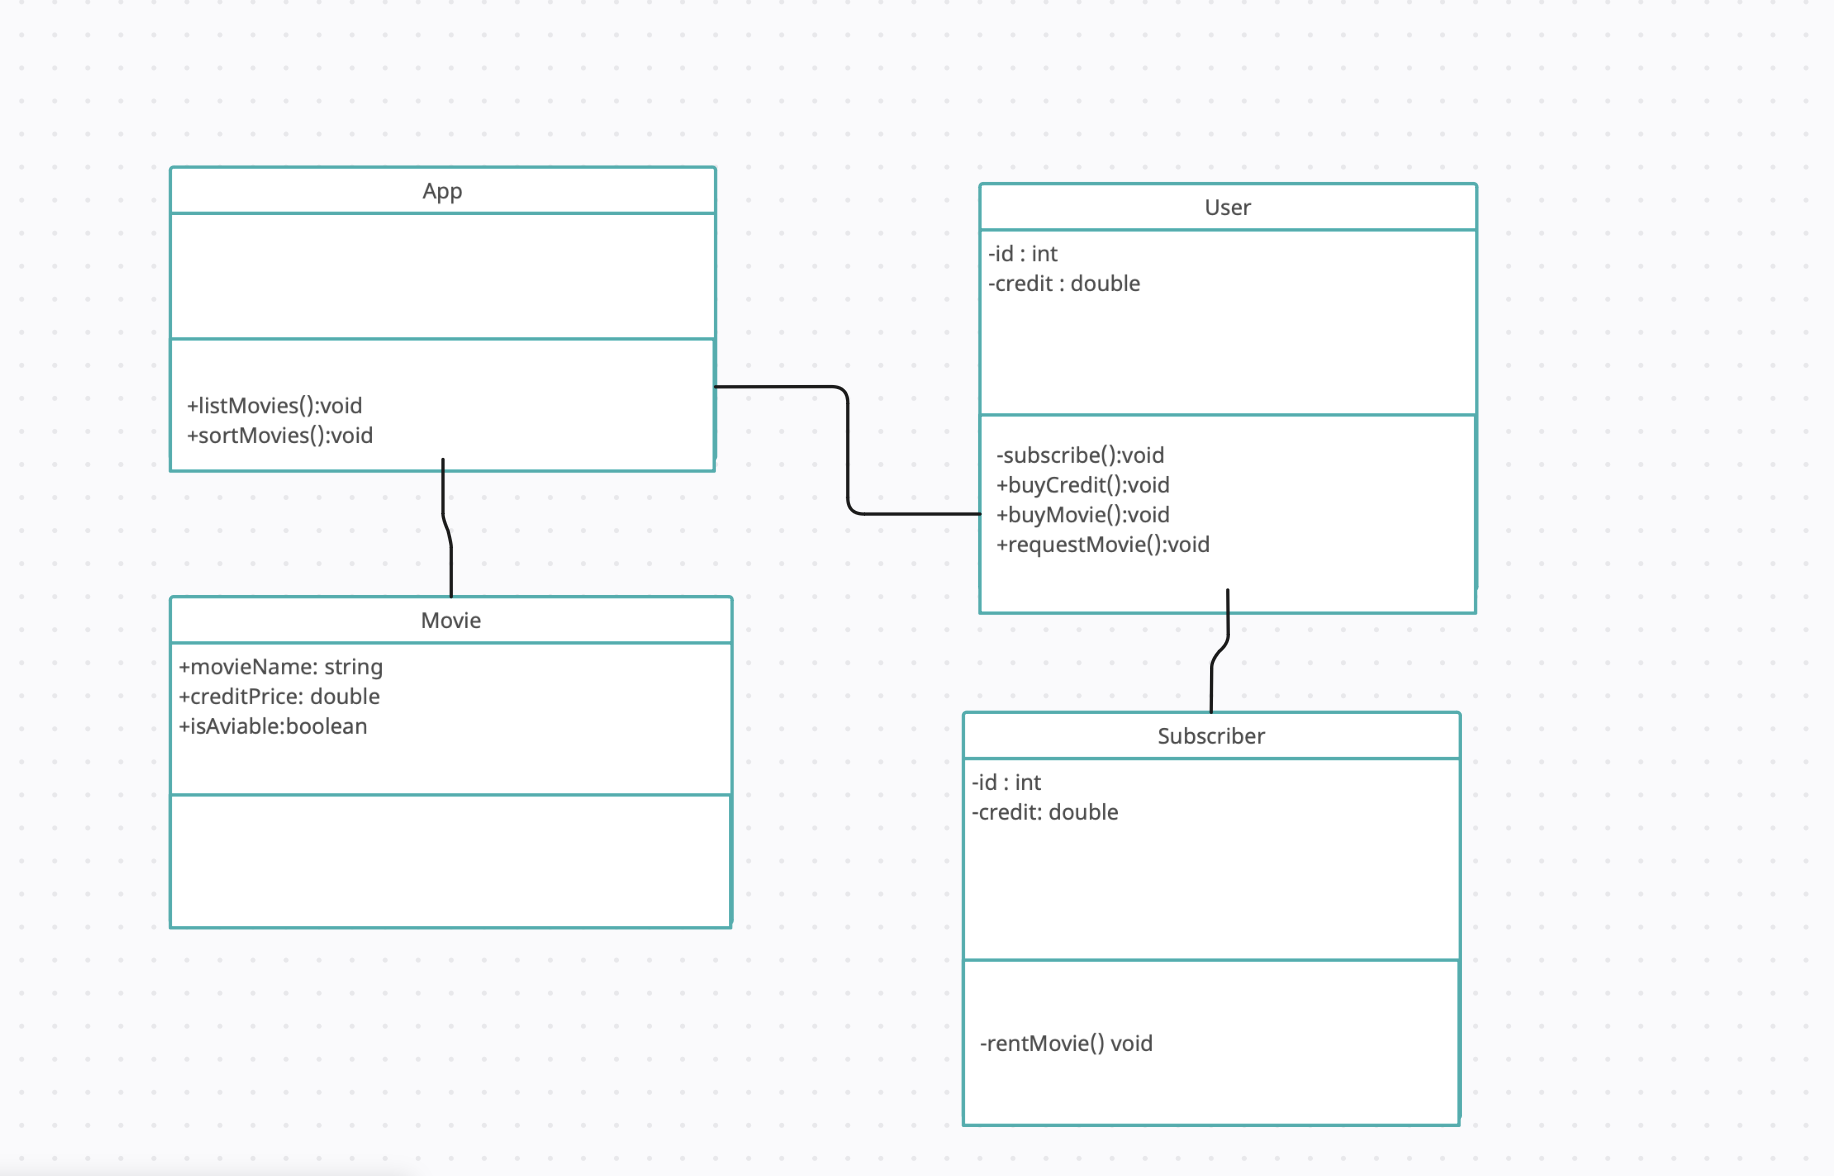 App
+listMovies():void
+sortMovies():void
User
-id : int
-credit : double
-subscribe():void
+buyCredit():void
+buyMovie():void
+requestMovie():void
Movie
+movieName: string
+creditPrice: double
+isAviable:boolean
Subscriber
-id : int
-credit: double
-rentMovie() void